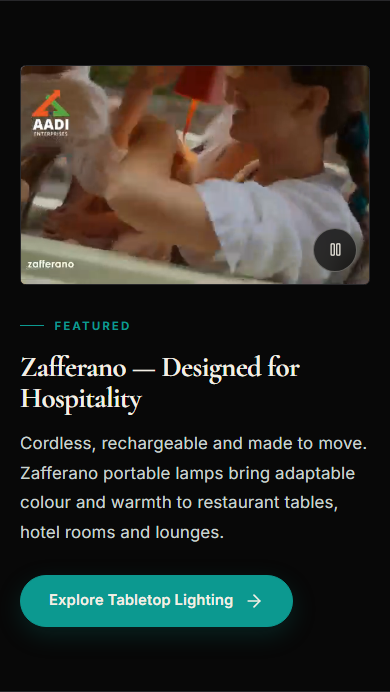 AADI
ENTERPRISES
zafferano
FEATURED
Zafferano — Designed for
Hospitality
Cordless, rechargeable and made to move.
Zafferano portable lamps bring adaptable
colour and warmth to restaurant tables,
hotel rooms and lounges.
Explore Tabletop Lighting →